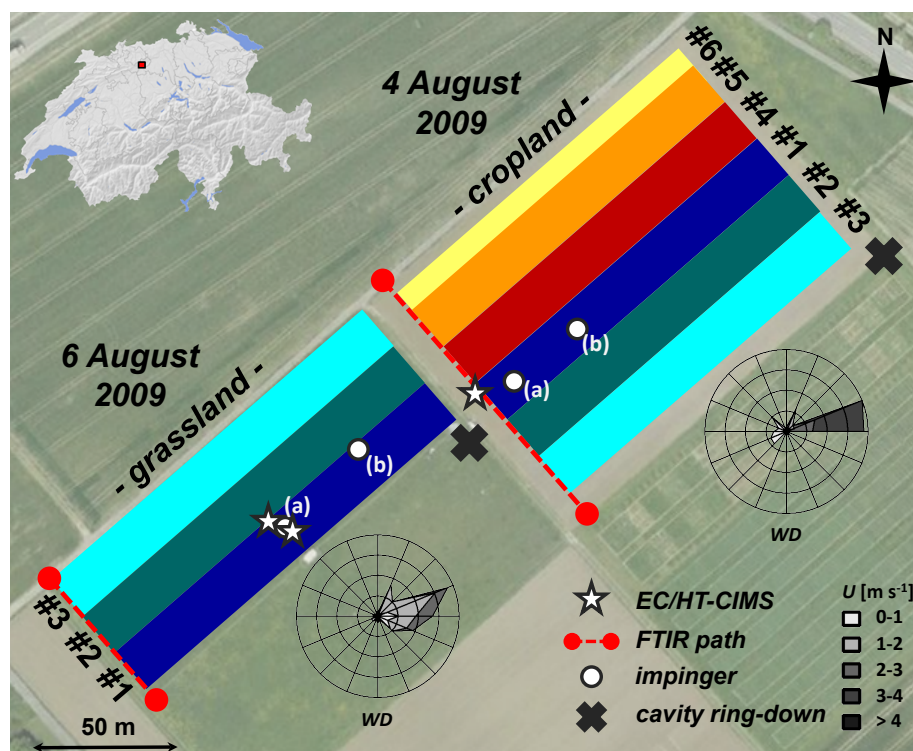 4 August
2009
- cropland -
#6 #5 #4 #1 #2 #3
N
(b)
(a)
6 August
2009
- grassland -
(b)
(a)
#3 #2 #1
WD
WD
50 m
EC/HT-CIMS
FTIR path
impinger
cavity ring-down
U [m s-1]
0-1
1-2
2-3
3-4
> 4